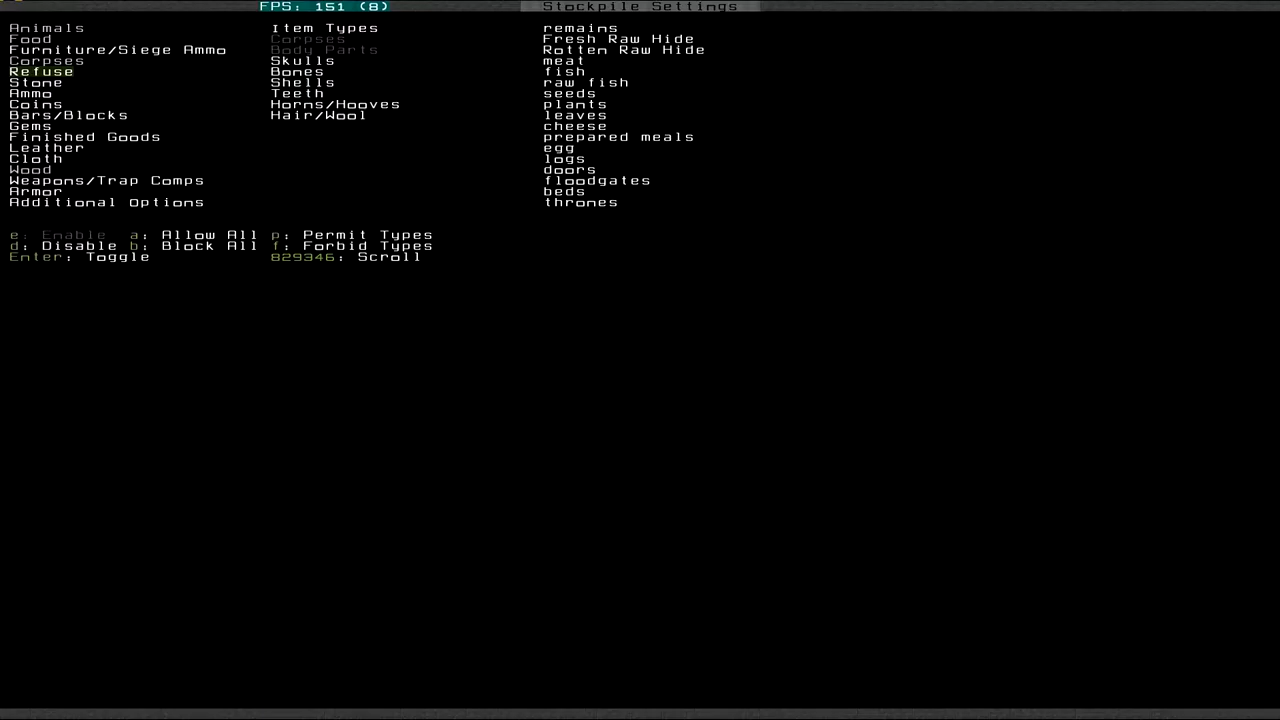 FPS: 151 (8) Stockpile Settings
Animals Item Types remains
Food Corpses Fresh Raw Hide
Furniture/Siege Ammo Body Parts Rotten Raw Hide
Corpses Skulls meat
Refuse Bones fish
Stone Shells raw fish
Ammo Teeth seeds
Coins Horns/Hooves plants
Bars/Blocks Hair/Wool leaves
Gems cheese
Finished Goods prepared meals
Leather egg
Cloth logs
Wood doors
Weapons/Trap Comps floodgates
Armor beds
Additional Options thrones
e: Enable a: Allow All p: Permit Types
d: Disable b: Block All f: Forbid Types
Enter: Toggle 829346: Scroll